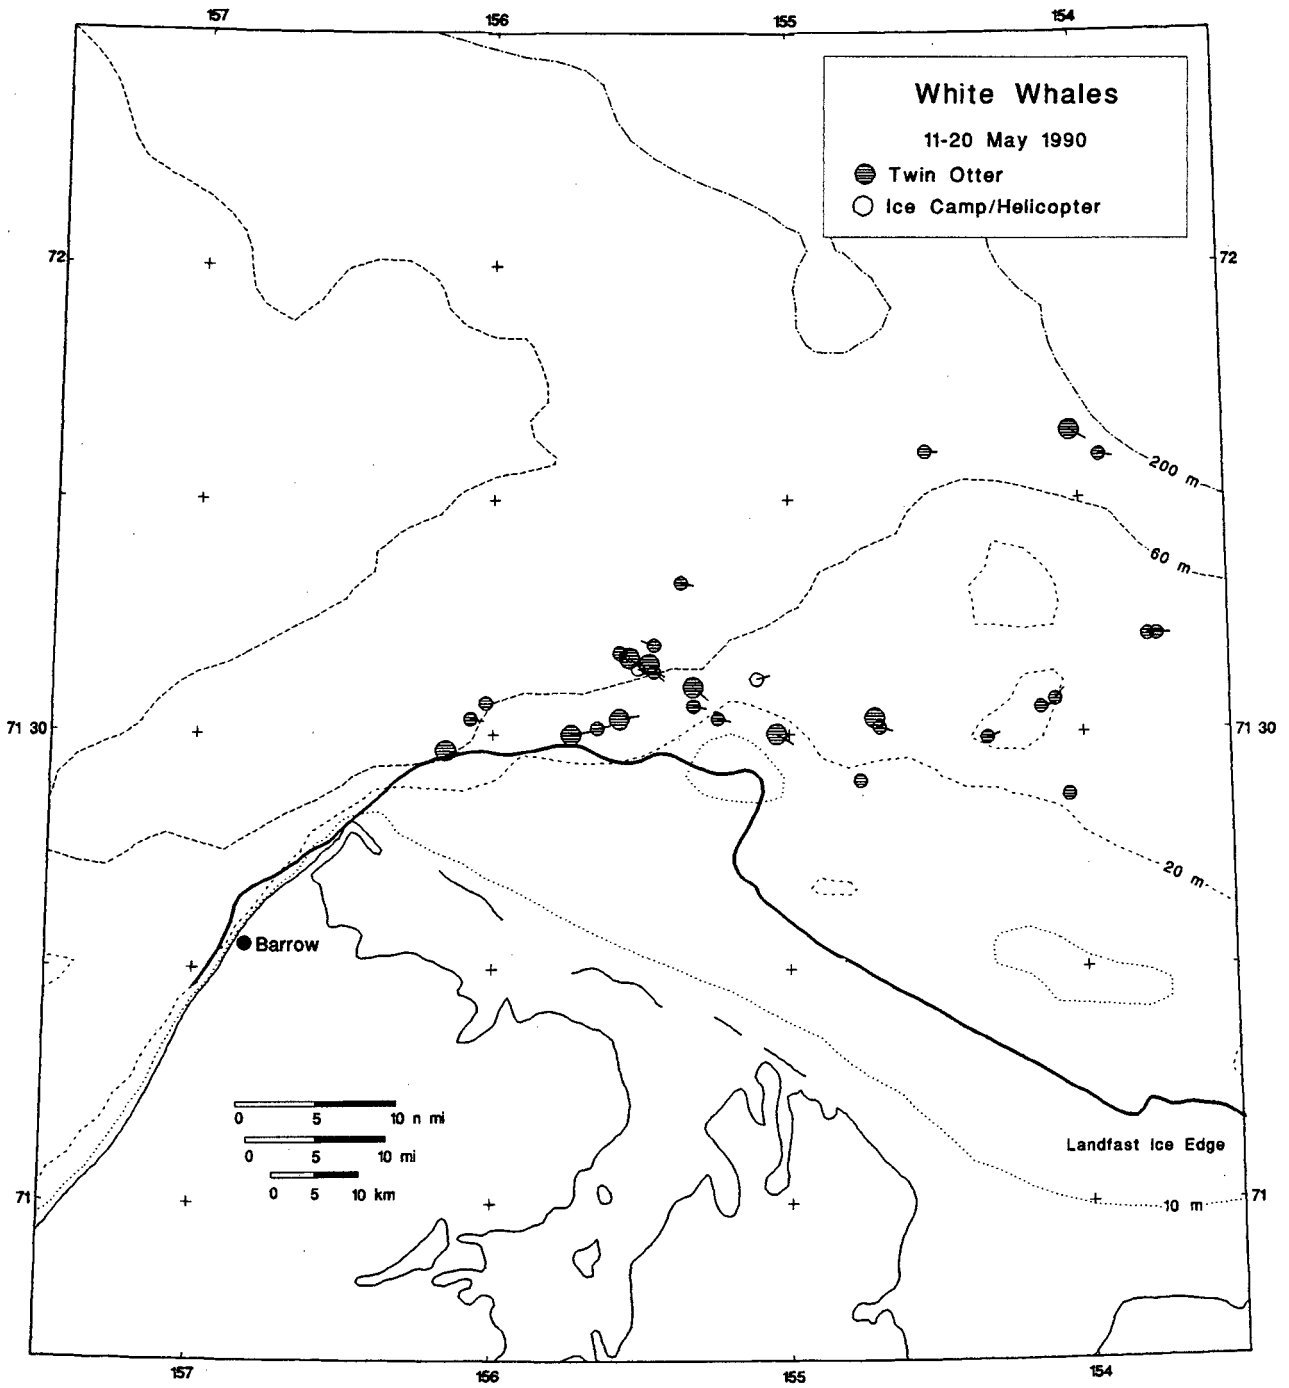 157 156 155 154
White Whales
11-20 May 1990
Twin Otter
Ice Camp/Helicopter
72 72
200 m
60 m
71 30 71 30
20 m
Barrow
0 5 10 n mi
0 5 10 mi
0 5 10 km
Landfast Ice Edge
71 71
10 m
157 156 155 154